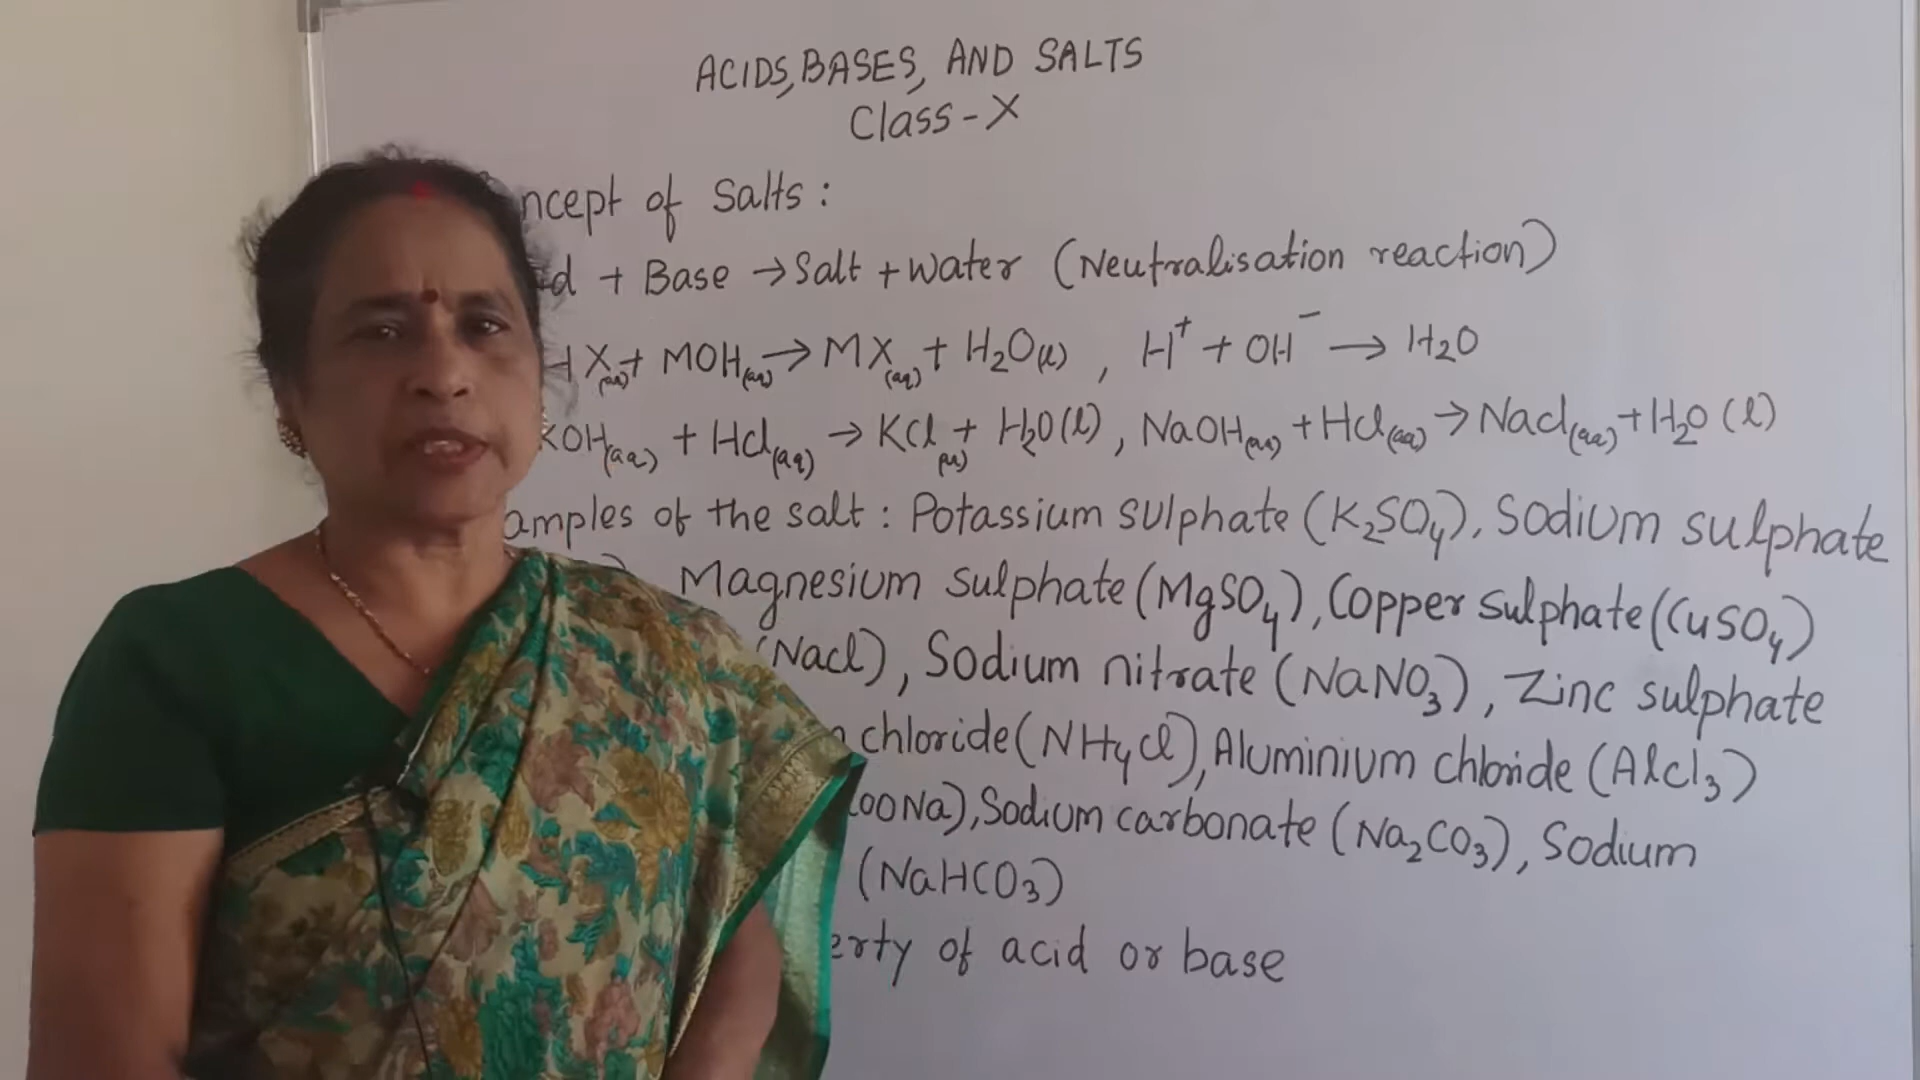 ACIDS, BASES, AND SALTS
Class - X
ncept of Salts :
d + Base → Salt + Water (Neutralisation reaction)
X(aq) + MOH(aq) → MX(aq) + H2O(l) , H⁺ + OH⁻ → H2O
KOH(aq) + Hcl(aq) → KCl(aq) + H2O(l) , NaOH(aq) + Hcl(aq) → Nacl(aq) + H2O (l)
amples of the salt : Potassium sulphate (K2SO4), Sodium sulphate
Magnesium sulphate (MgSO4), Copper sulphate (CuSO4)
(Nacl), Sodium nitrate (NaNO3), Zinc sulphate
chloride (NH4Cl), Aluminium chloride (AlCl3)
COONa), Sodium carbonate (Na2CO3), Sodium
(NaHCO3)
erty of acid or base